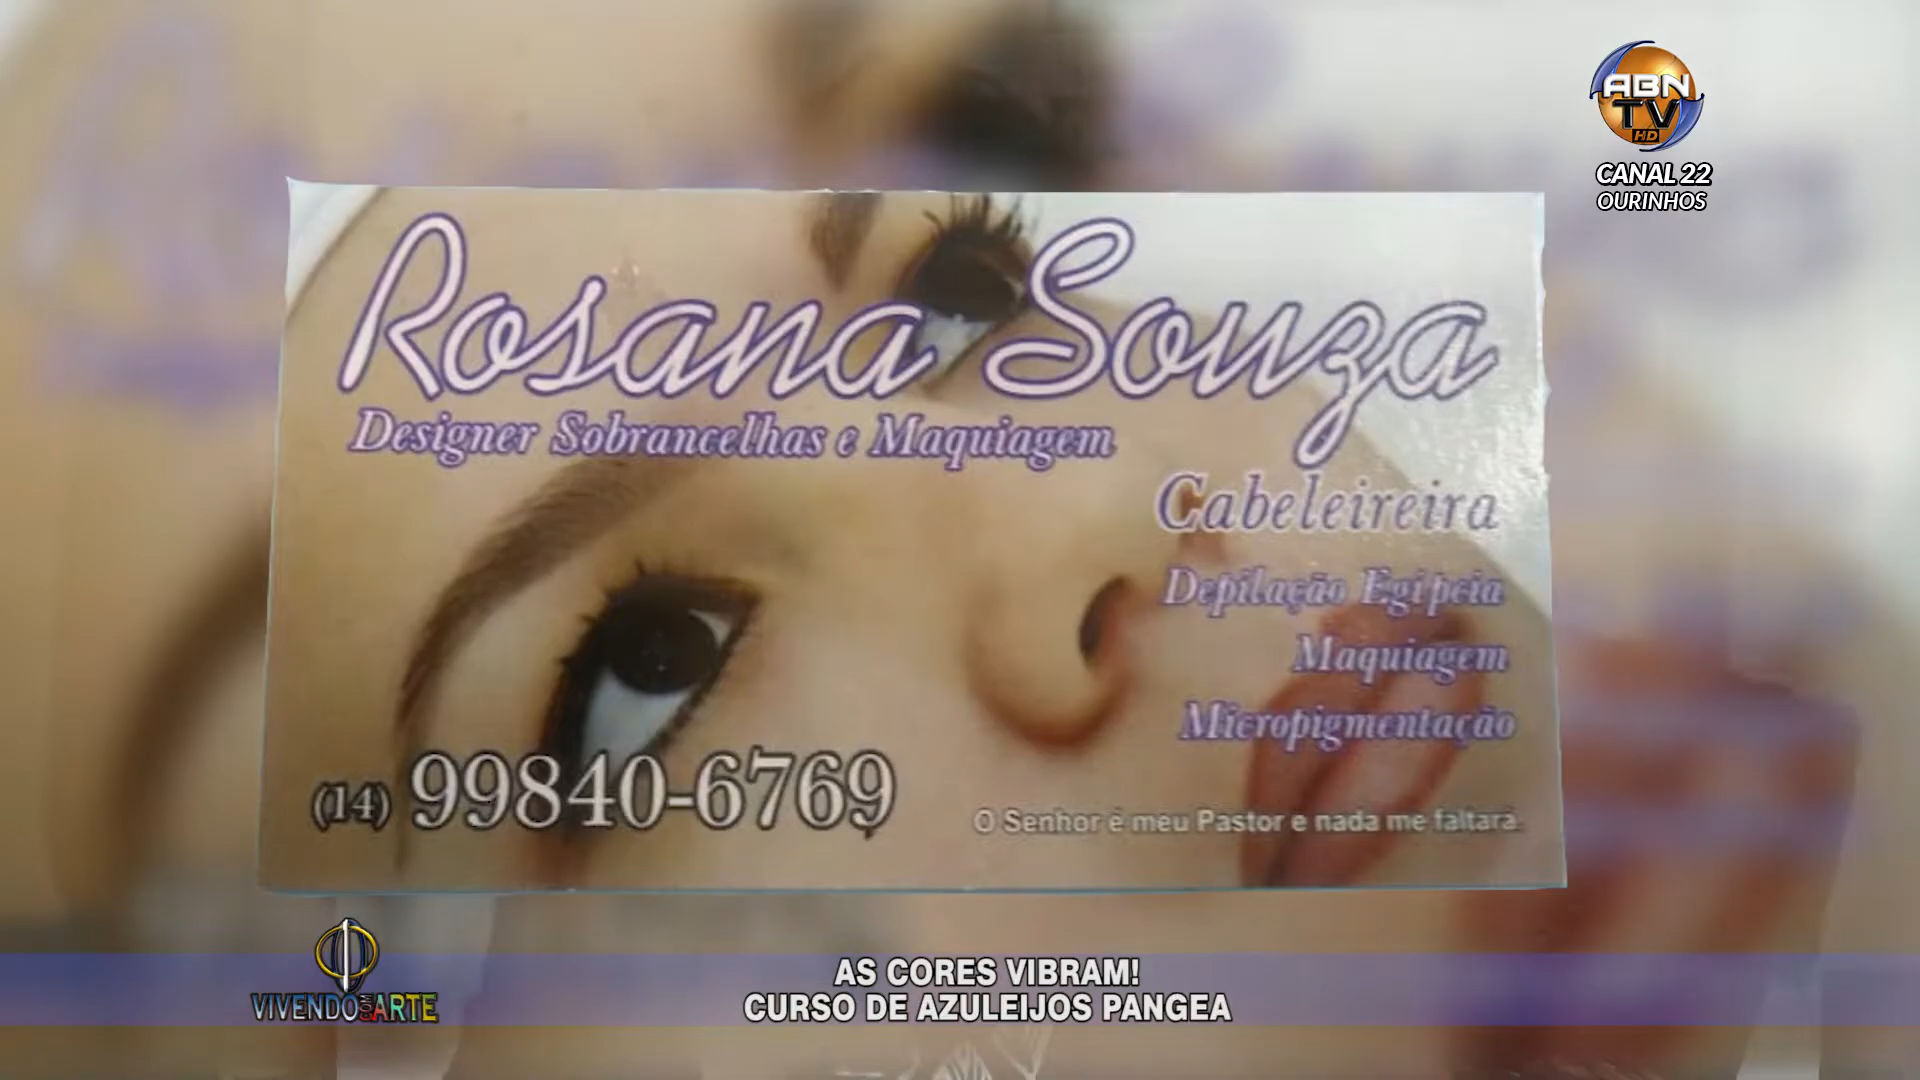 ABN
TV
HD
CANAL 22
OURINHOS
Rosana Souza
Designer Sobrancelhas e Maquiagem
Cabeleireira
Depilação Egípcia
Maquiagem
Micropigmentação
(14) 99840-6769
O Senhor é meu Pastor e nada me faltará.
VIVENDO COM ARTE
AS CORES VIBRAM!
CURSO DE AZULEIJOS PANGEA